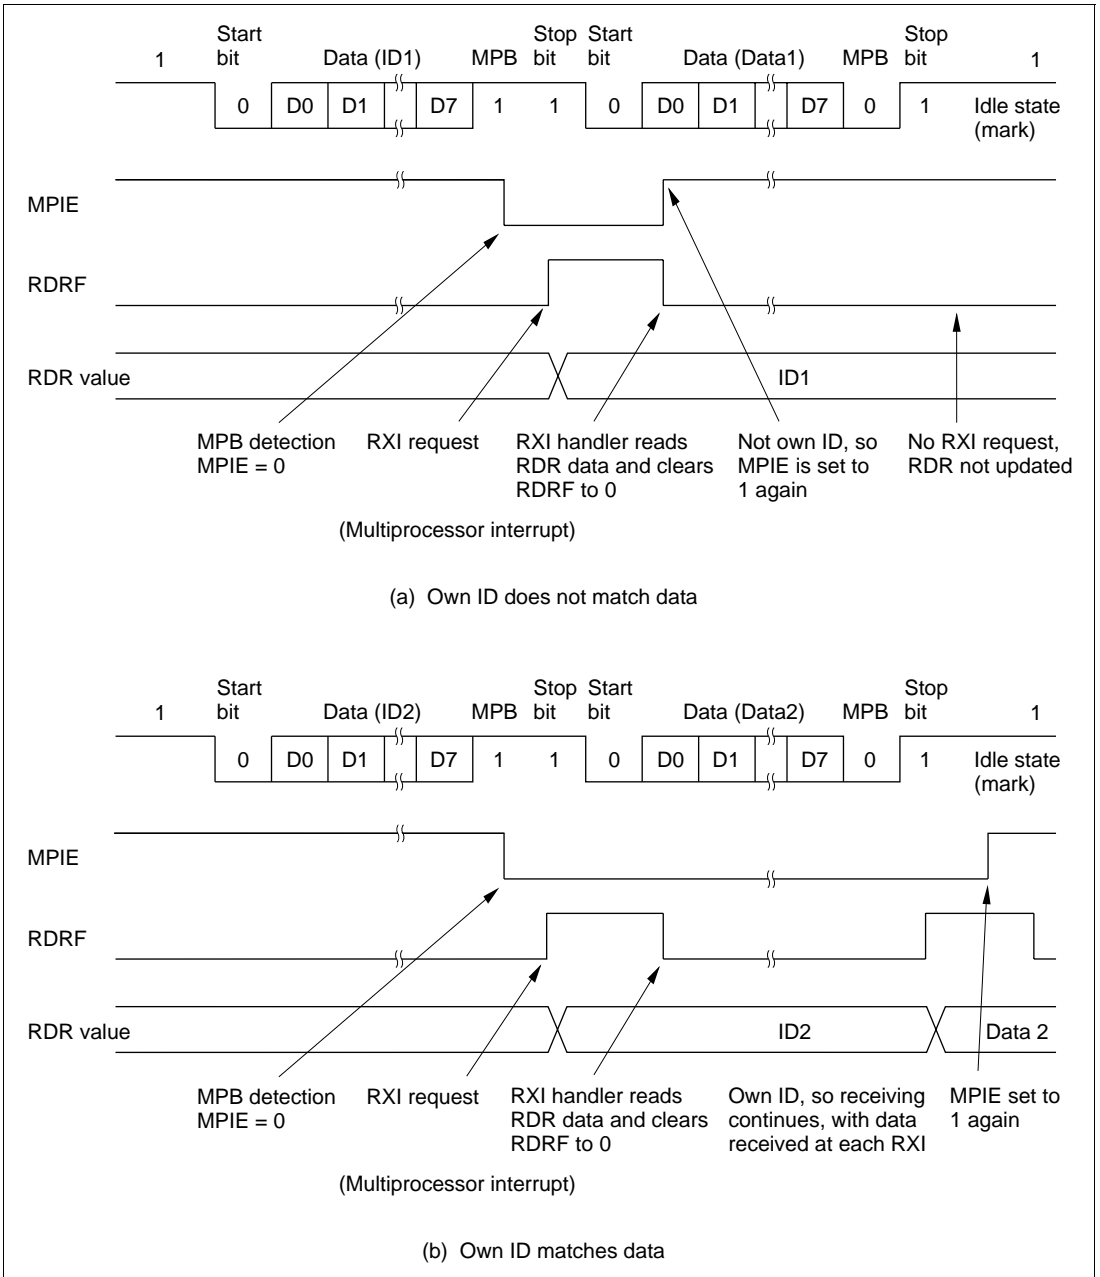 Start Stop Start Stop
1 bit Data (ID1) MPB bit bit Data (Data1) MPB bit 1
0 D0 D1 D7 1 1 0 D0 D1 D7 0 1 Idle state
(mark)
MPIE
RDRF
RDR value ID1
MPB detection
MPIE = 0
RXI request
RXI handler reads
RDR data and clears
RDRF to 0
Not own ID, so
MPIE is set to
1 again
No RXI request,
RDR not updated
(Multiprocessor interrupt)
(a) Own ID does not match data
Start Stop Start Stop
1 bit Data (ID2) MPB bit bit Data (Data2) MPB bit 1
0 D0 D1 D7 1 1 0 D0 D1 D7 0 1 Idle state
(mark)
MPIE
RDRF
RDR value ID2 Data 2
MPB detection
MPIE = 0
RXI request
RXI handler reads
RDR data and clears
RDRF to 0
Own ID, so receiving
continues, with data
received at each RXI
MPIE set to
1 again
(Multiprocessor interrupt)
(b) Own ID matches data